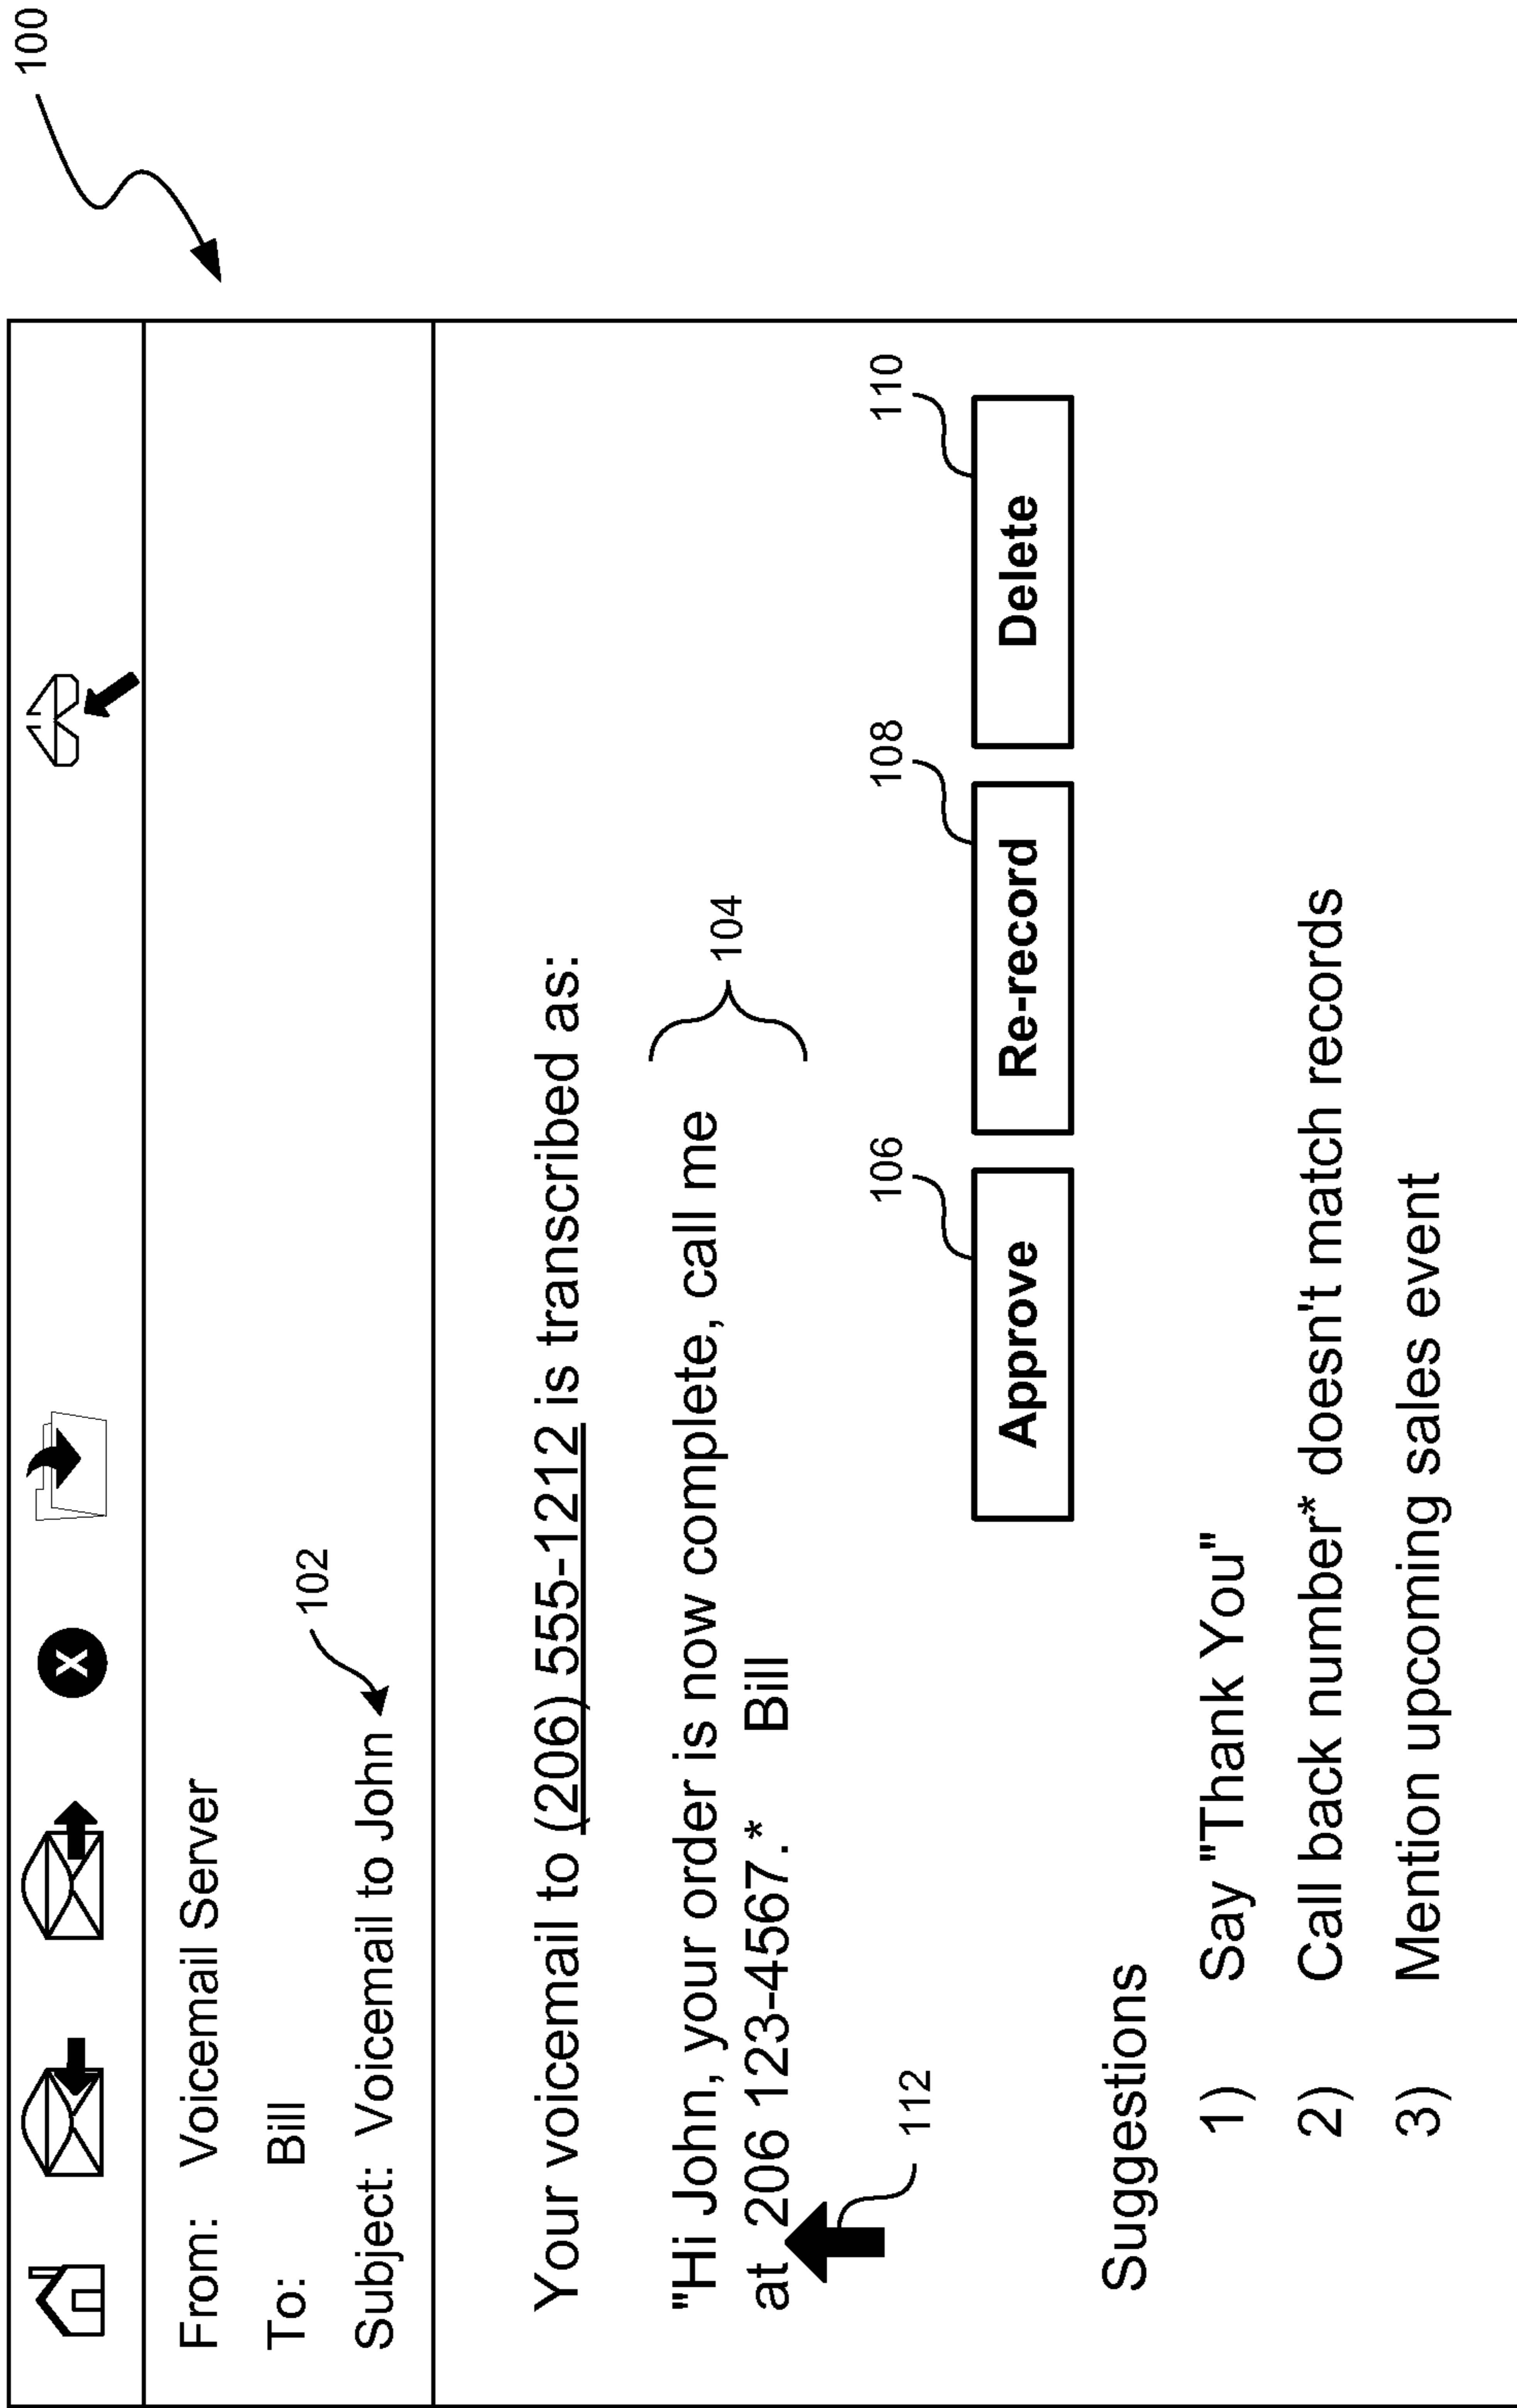 100
X
From: Voicemail Server
To: Bill
Subject: Voicemail to John
102
Your voicemail to (206) 555-1212 is transcribed as:
"Hi John, your order is now complete, call me
at 206 123-4567.* Bill
104
112
106
108
110
Approve
Re-record
Delete
Suggestions
1) Say "Thank You"
2) Call back number* doesn't match records
3) Mention upcoming sales event